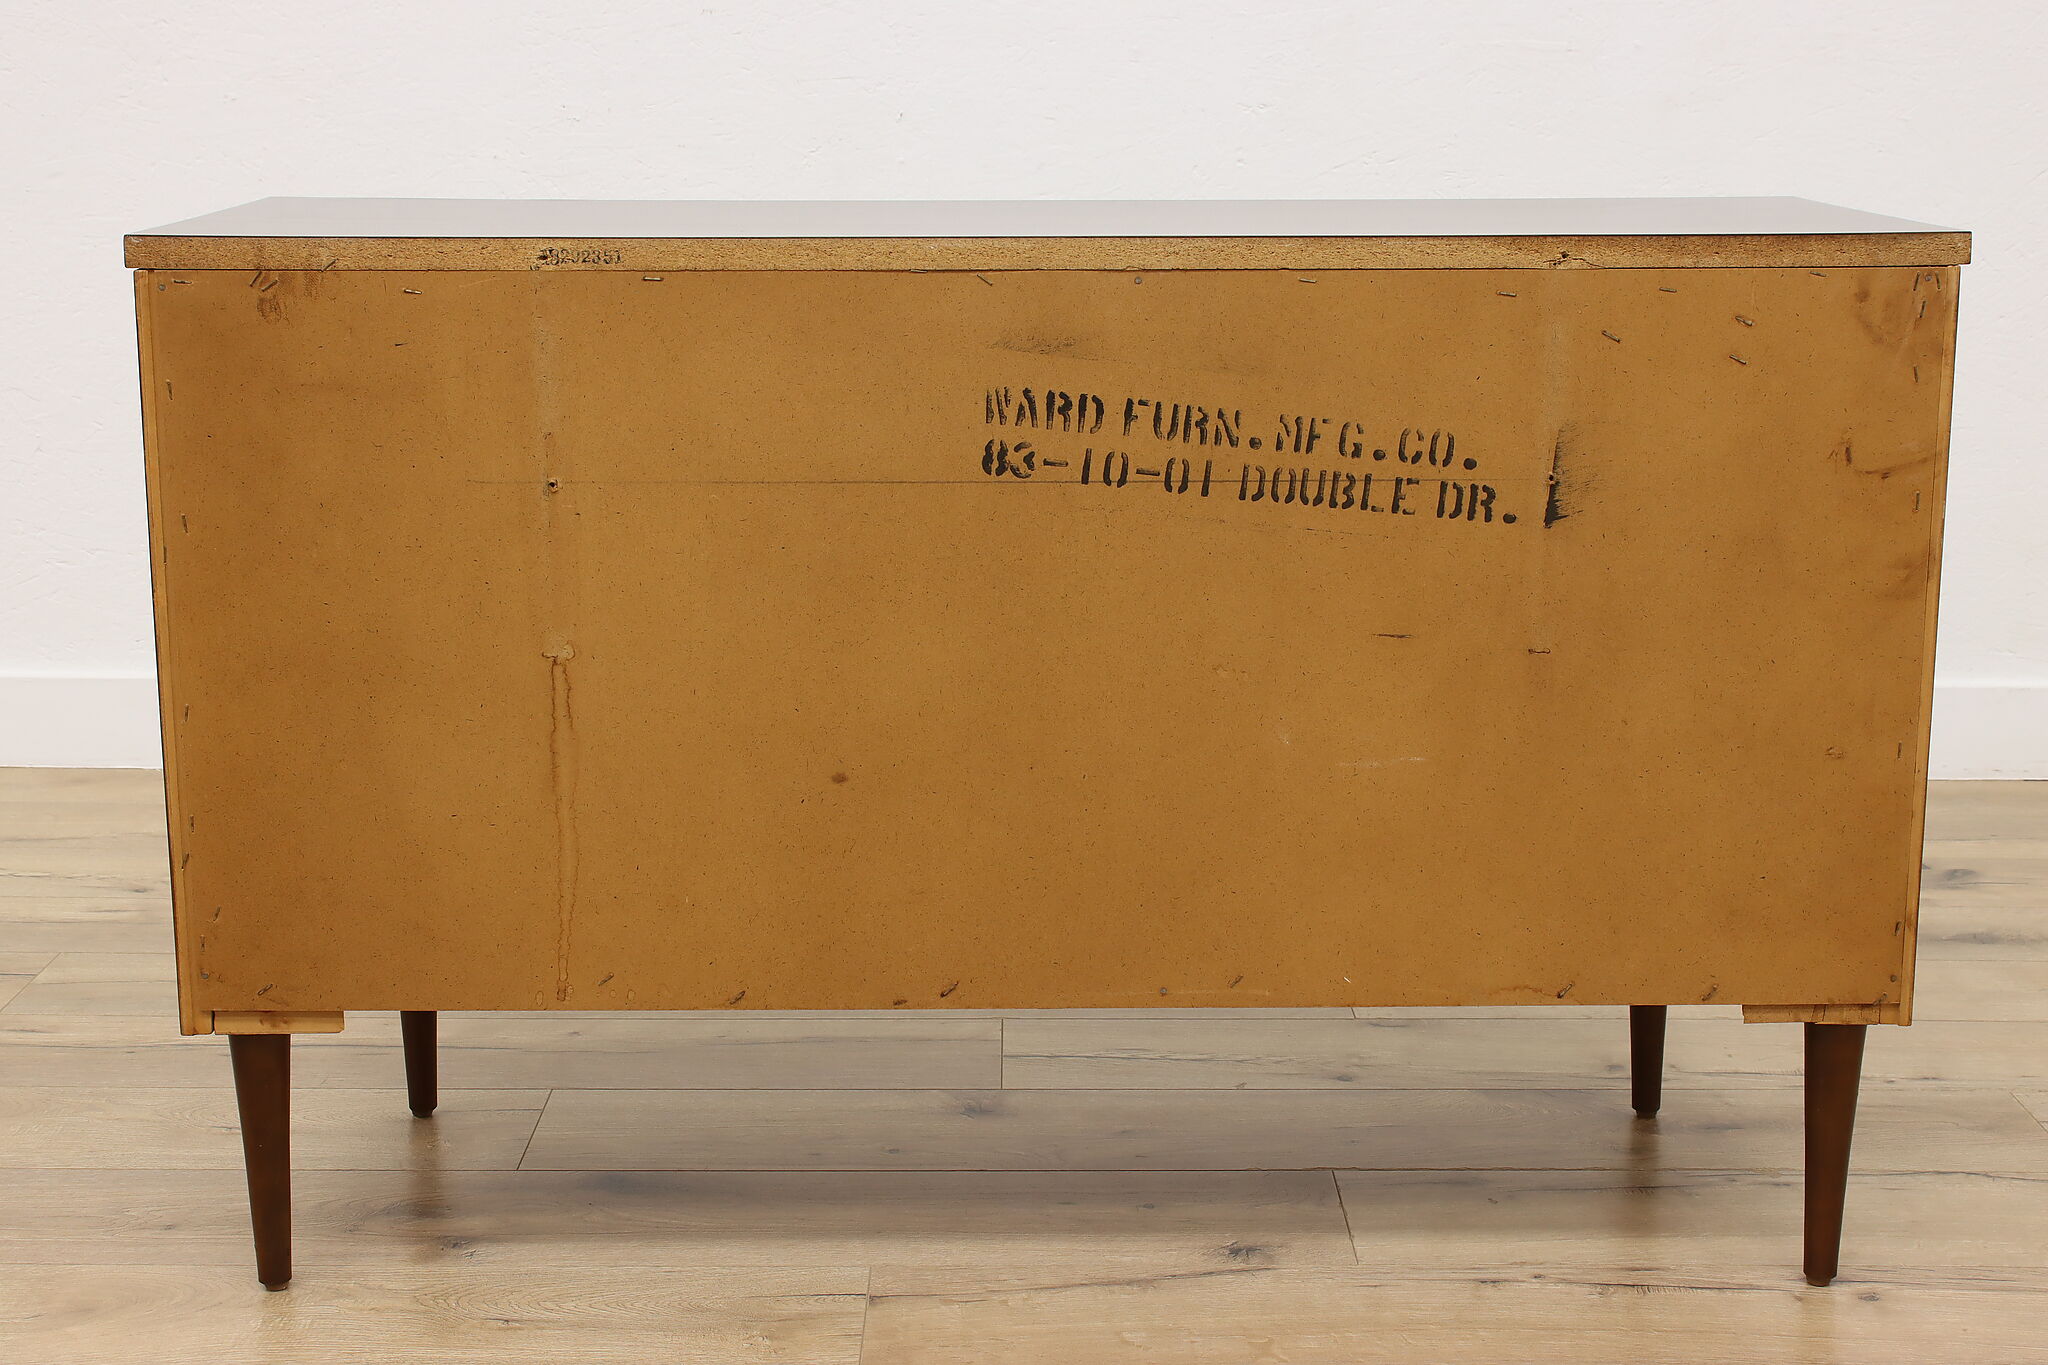 WARD FURN. MFG. CO.
83-10-01 DOUBLE DR.